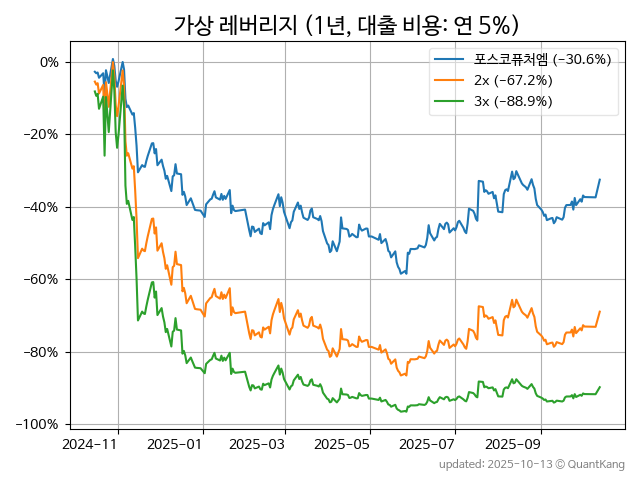 가상 레버리지 (1년, 대출 비용: 연 5%)
포스코퓨처엠 (−30.6%)
2x (−67.2%)
3x (−88.9%)
0%
−20%
−40%
−60%
−80%
−100%
2024-11 2025-01 2025-03 2025-05 2025-07 2025-09
updated: 2025-10-13 © QuantKang